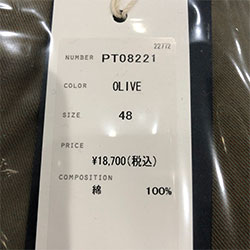 22/12
NUMBER PT08221
COLOR OLIVE
SIZE 48
PRICE
¥18,700(税込)
COMPOSITION
綿 100%